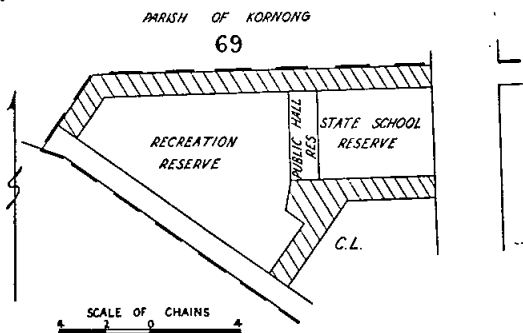 PARISH OF KORNONG
69
RECREATION
RESERVE
PUBLIC HALL
RES
STATE SCHOOL
RESERVE
C.L.
SCALE OF CHAINS
4 2 0 4